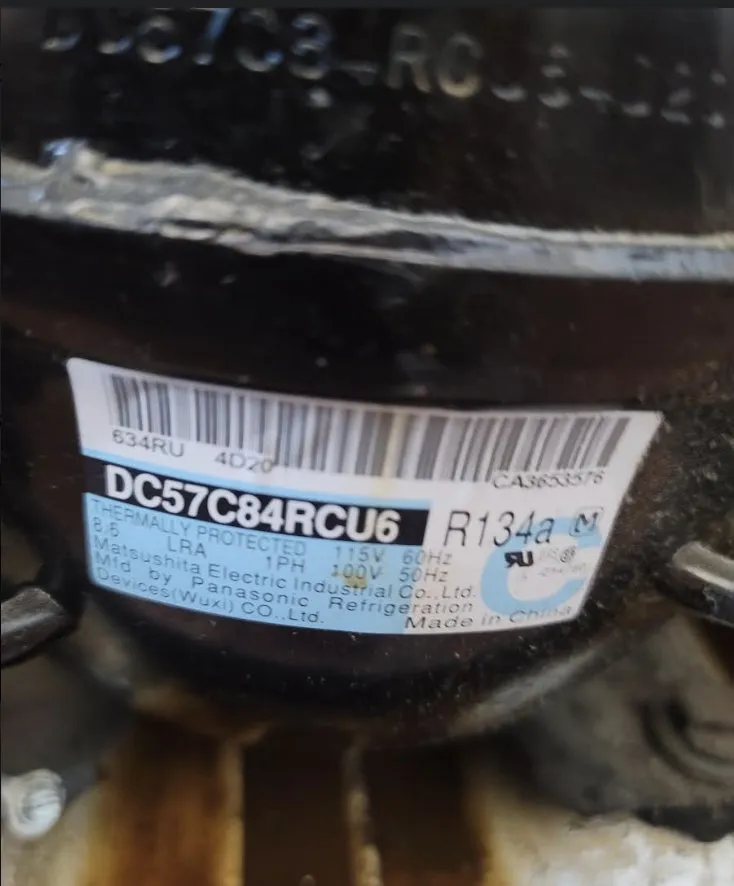 634RU 4D20 CA3653576
DC57C84RCU6 R134a M
THERMALLY PROTECTED 115V 60Hz
8.6 LRA 1PH 100V 50Hz
Matsushita Electric Industrial Co.,Ltd.
Mfd by Panasonic Refrigeration
Devices(Wuxi) CO.,Ltd. Made in China